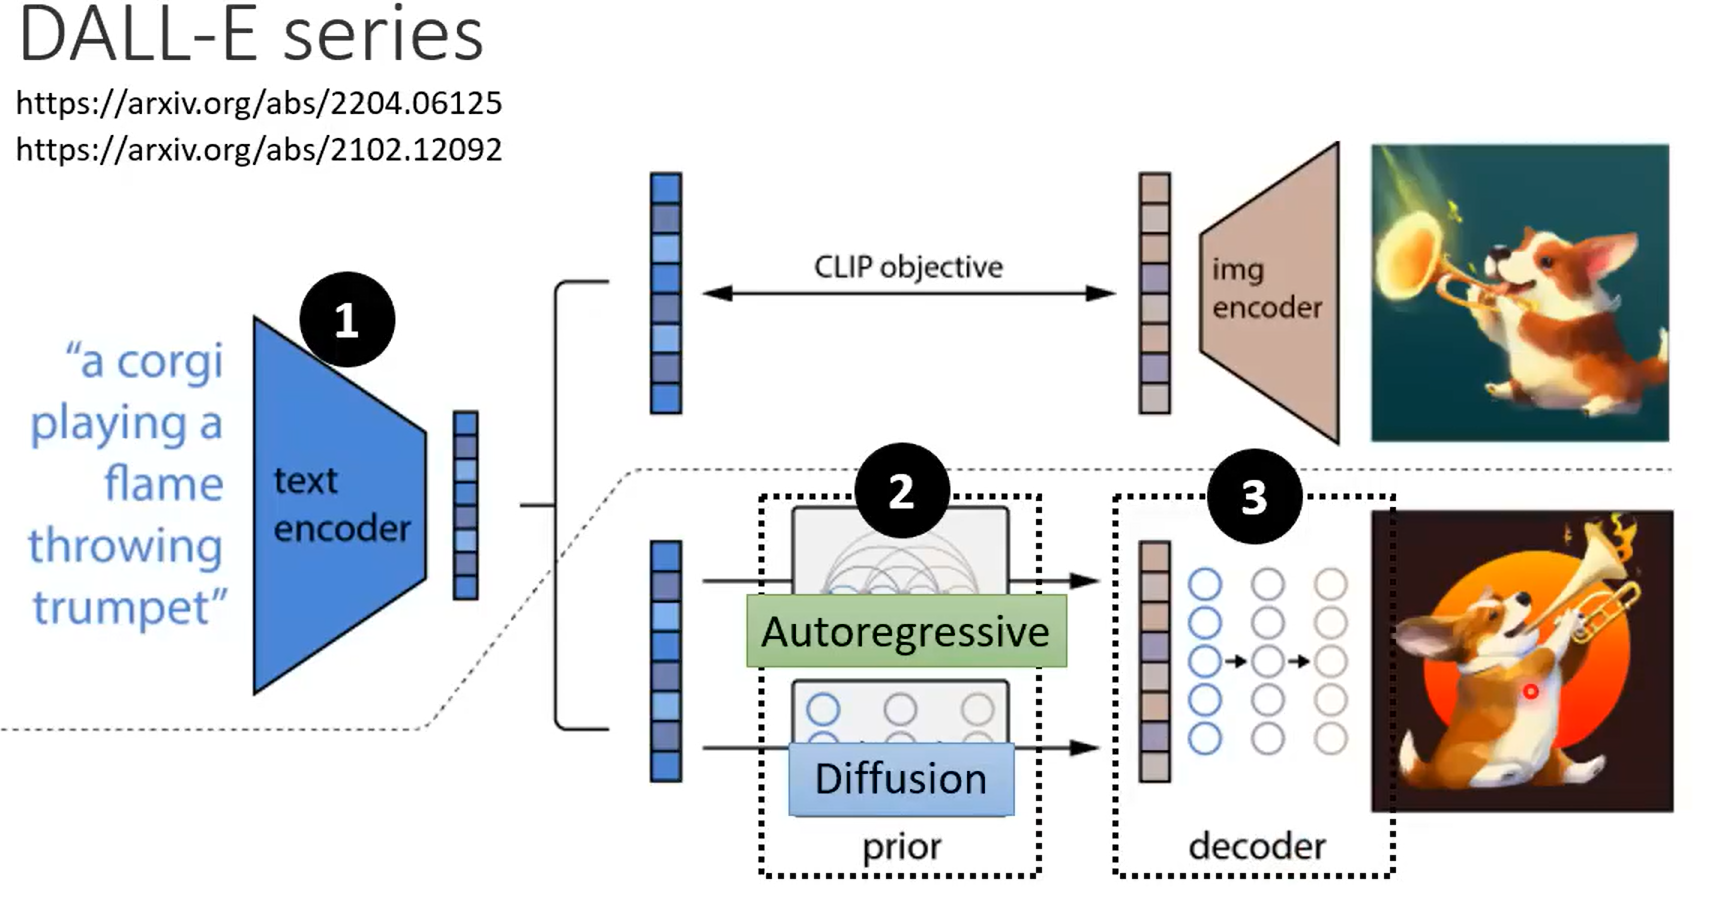 DALL-E series
https://arxiv.org/abs/2204.06125
https://arxiv.org/abs/2102.12092
1
“a corgi
playing a
flame
throwing
trumpet”
text
encoder
CLIP objective
img
encoder
2
Autoregressive
Diffusion
prior
3
decoder